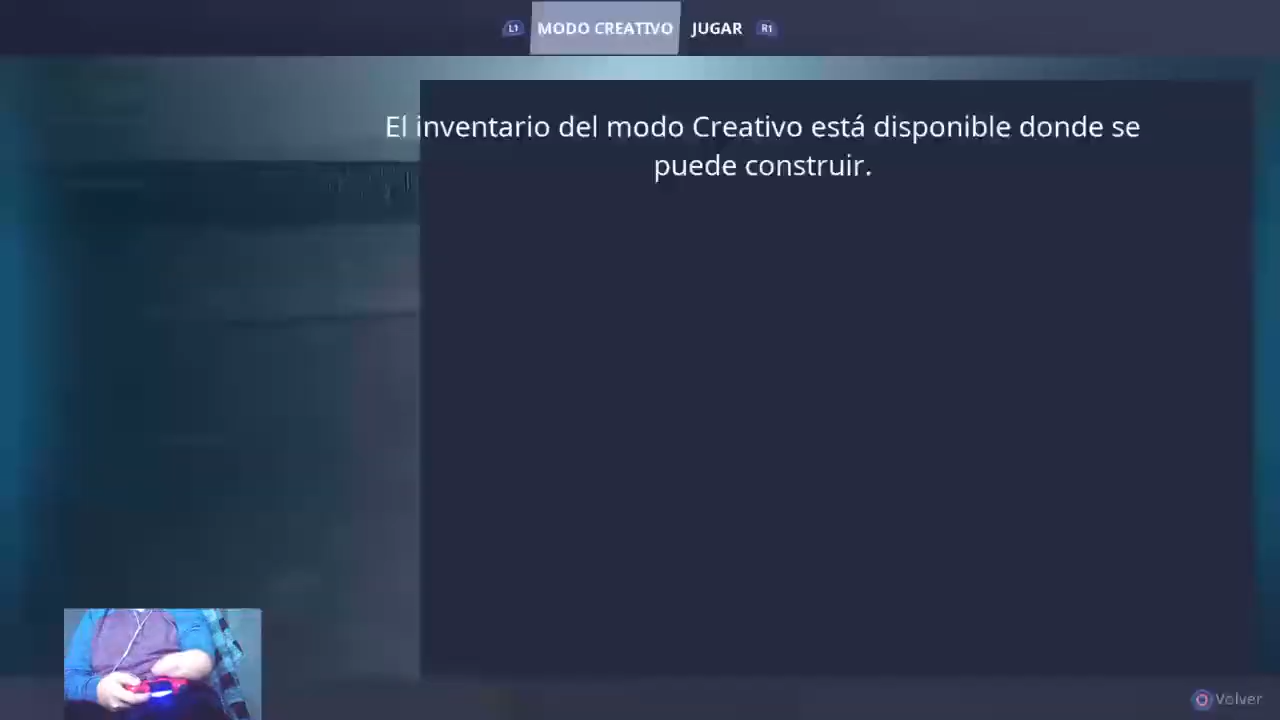 L1 MODO CREATIVO JUGAR R1
El inventario del modo Creativo está disponible donde se
puede construir.
Volver